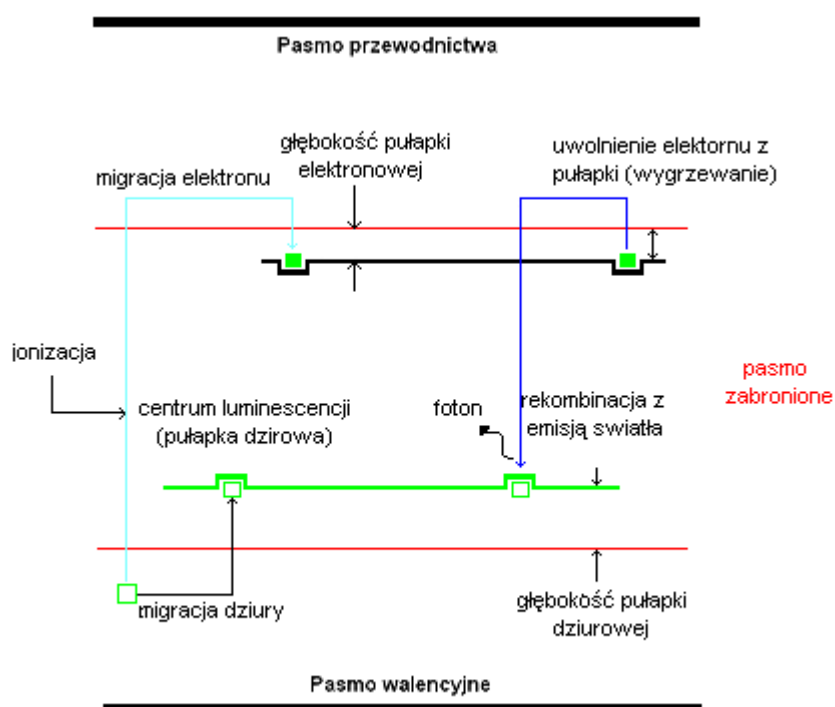 Pasmo przewodnictwa
głębokość pułapki
elektronowej
migracja elektronu
uwolnienie elektornu z
pułapki (wygrzewanie)
jonizacja
pasmo
zabronione
centrum luminescencji
(pułapka dzirowa)
foton
rekombinacja z
emisją swiatła
migracja dziury
głębokość pułapki
dziurowej
Pasmo walencyjne